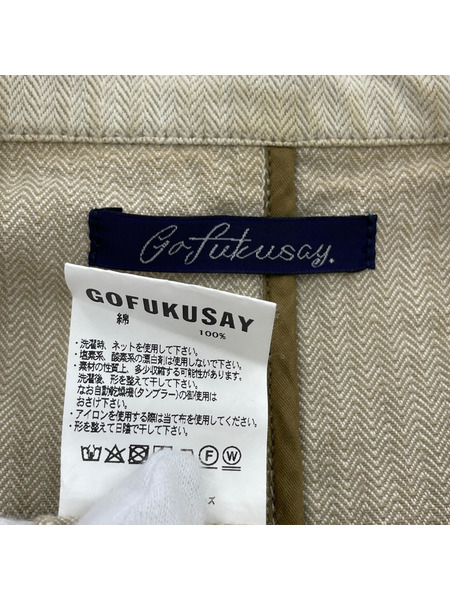 Gofukusay.
GOFUKUSAY
綿
100%
・洗濯時、ネットを使用して下さい。
・塩素系、酸素系の漂白剤は使用しないで下さい。
・素材の性質上、多少収縮する可能性があります。
洗濯後、形を整えて干して下さい。
なお自動乾燥機(タンブラー)の御使用は
おさけ下さい。
・アイロンを使用する際は当て布を使用してください。
・形を整えて日陰で干して下さい。
F W
ズ